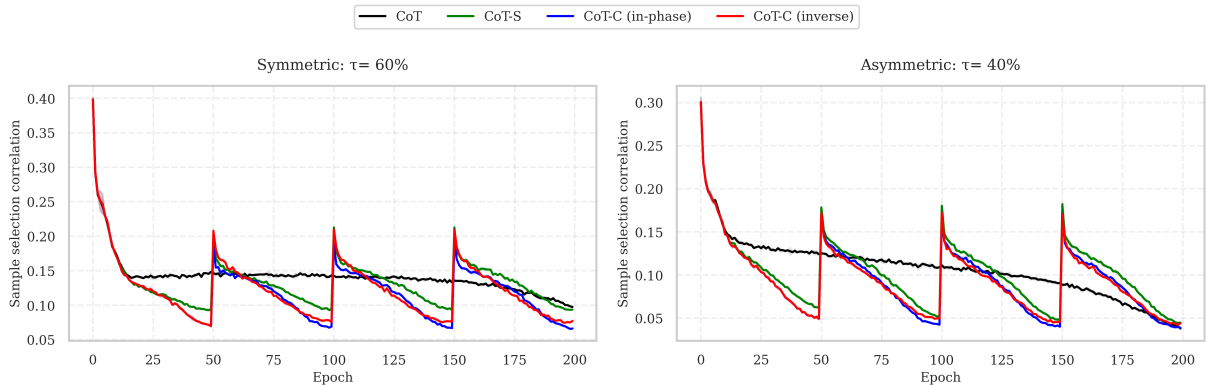 CoT CoT-S CoT-C (in-phase) CoT-C (inverse)
Symmetric: τ= 60%
Sample selection correlation
0.40
0.35
0.30
0.25
0.20
0.15
0.10
0.05
0 25 50 75 100 125 150 175 200
Epoch
Asymmetric: τ= 40%
Sample selection correlation
0.30
0.25
0.20
0.15
0.10
0.05
0 25 50 75 100 125 150 175 200
Epoch